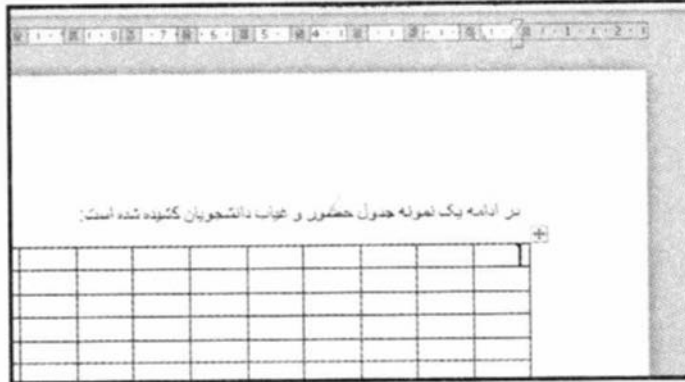 در ادامه یک نمونه جدول حضور و غیاب دانشجویان کشیده شده است: